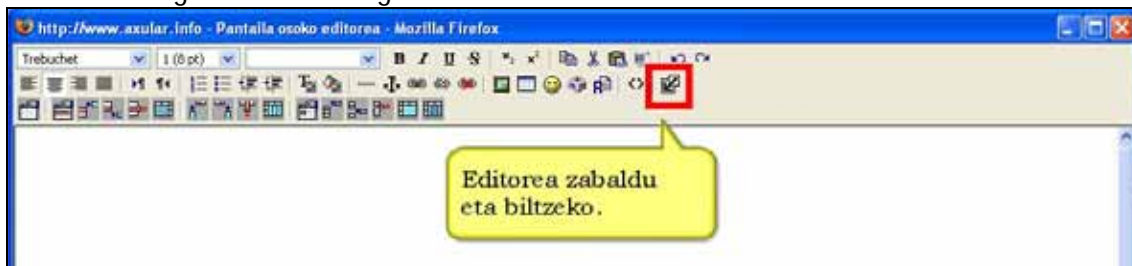 http://www.axular.info - Pantaila osoko editorea - Mozilla Firefox
Trebuchet 1 (8 pt) B I U S
Editorea zabaldu
eta biltzeko.